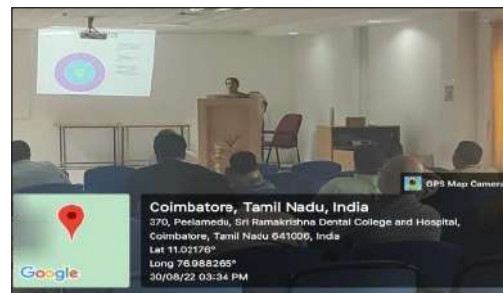 GPS Map Camera
Coimbatore, Tamil Nadu, India
370, Peelamedu, Sri Ramakrishna Dental College and Hospital,
Coimbatore, Tamil Nadu 641006, India
Lat 11.02176°
Long 76.988265°
30/08/22 03:34 PM
Google